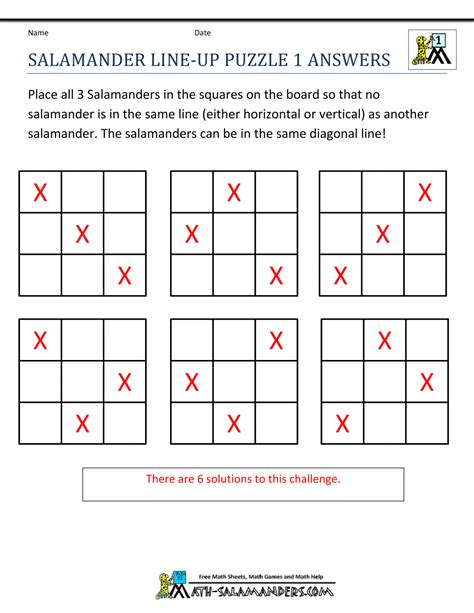 Name Date
SALAMANDER LINE-UP PUZZLE 1 ANSWERS
1
Place all 3 Salamanders in the squares on the board so that no
salamander is in the same line (either horizontal or vertical) as another
salamander. The salamanders can be in the same diagonal line!
X X X
X X X
X X X
X X X
X X X
X X X
There are 6 solutions to this challenge.
Free Math Sheets, Math Games and Math Help
MATH-SALAMANDERS.COM